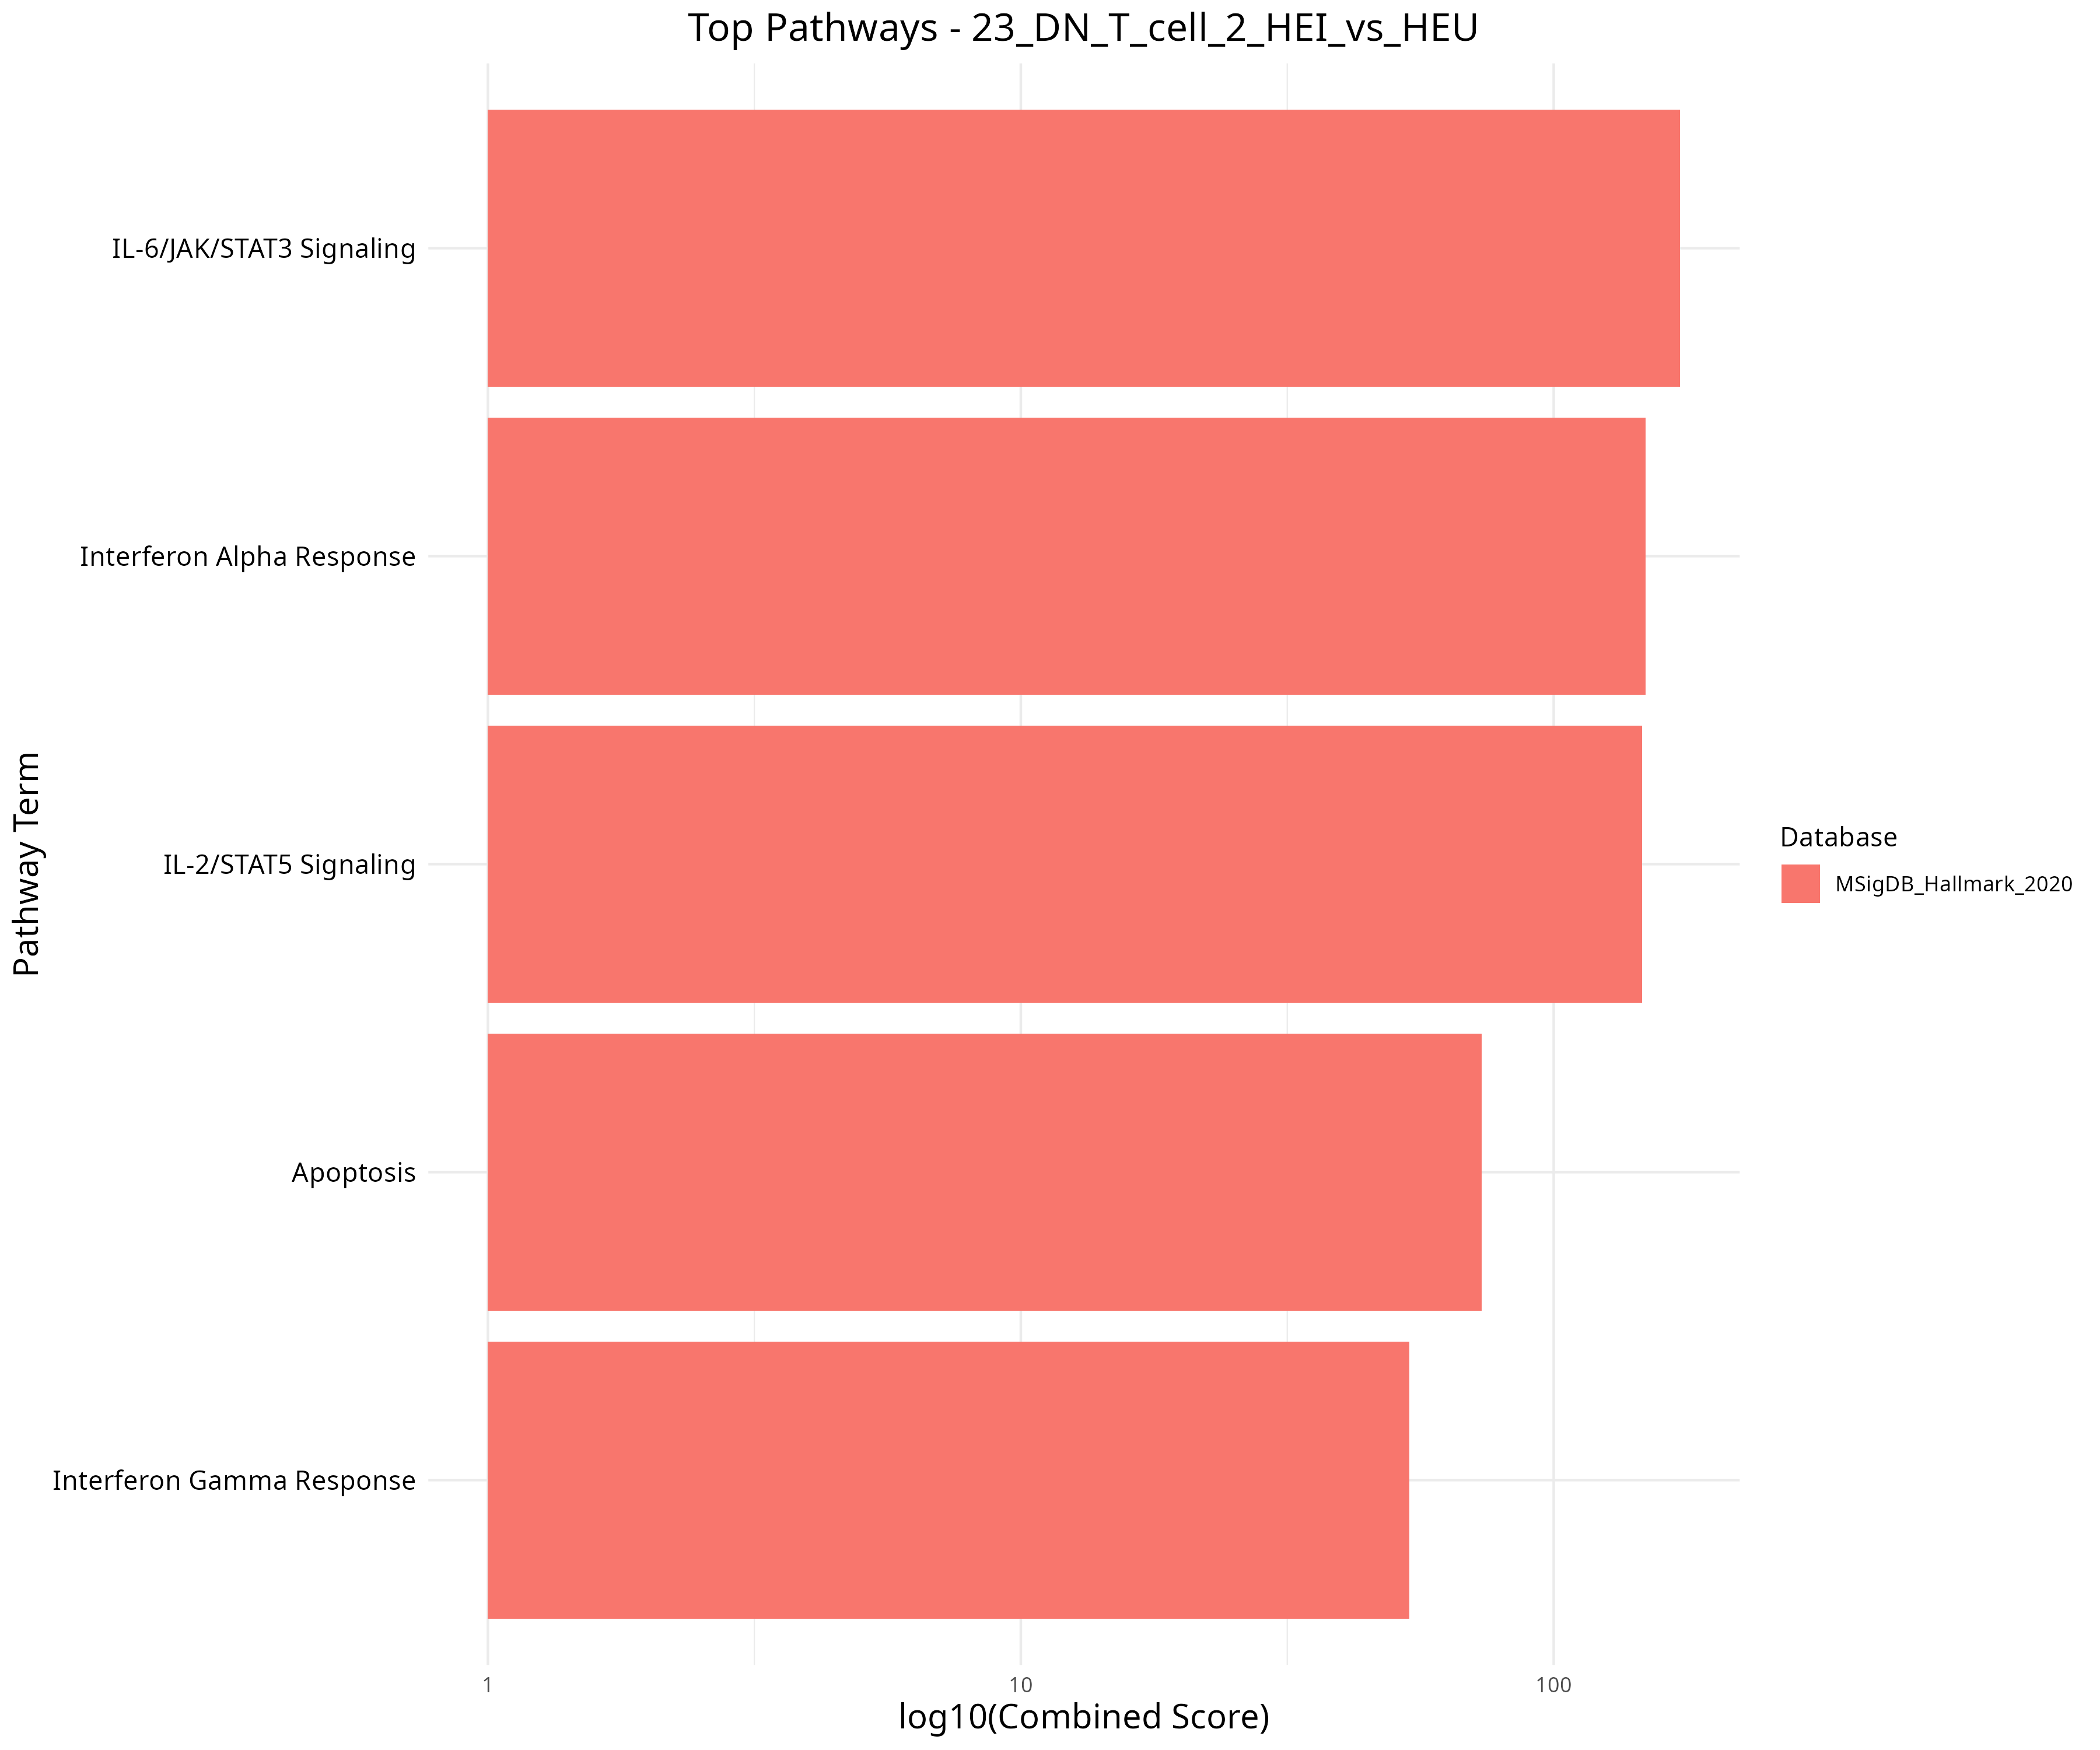 Top Pathways - 23_DN_T_cell_2_HEI_vs_HEU
Pathway Term
IL-6/JAK/STAT3 Signaling
Interferon Alpha Response
IL-2/STAT5 Signaling
Apoptosis
Interferon Gamma Response
1
10
100
log10(Combined Score)
Database
MSigDB_Hallmark_2020